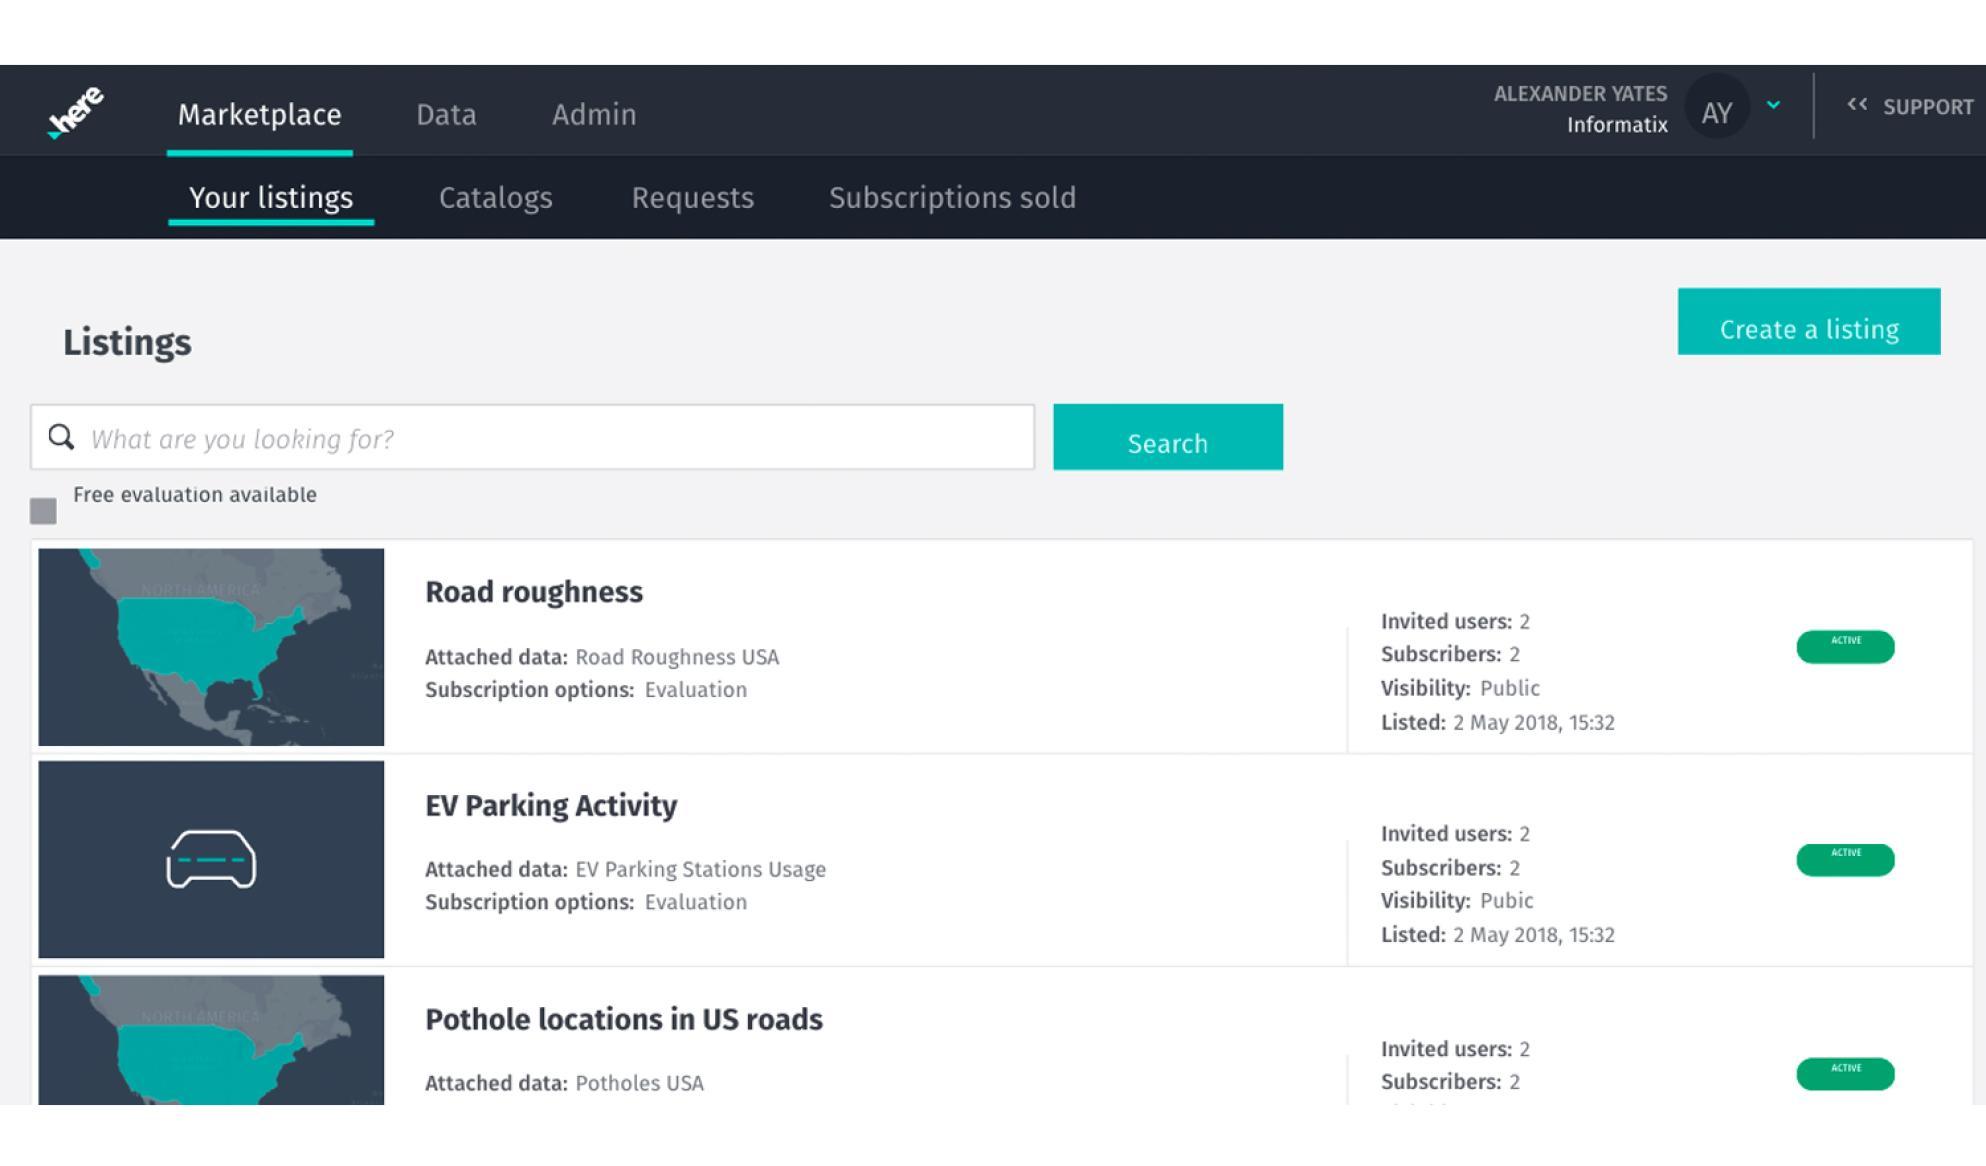 here
Marketplace
Data
Admin
ALEXANDER YATES
Informatix
AY
<< SUPPORT
Your listings
Catalogs
Requests
Subscriptions sold
Listings
Create a listing
What are you looking for?
Search
Free evaluation available
NORTH AMERICA
Road roughness
Attached data: Road Roughness USA
Subscription options: Evaluation
Invited users: 2
Subscribers: 2
Visibility: Public
Listed: 2 May 2018, 15:32
ACTIVE
EV Parking Activity
Attached data: EV Parking Stations Usage
Subscription options: Evaluation
Invited users: 2
Subscribers: 2
Visibility: Pubic
Listed: 2 May 2018, 15:32
ACTIVE
NORTH AMERICA
Pothole locations in US roads
Attached data: Potholes USA
Invited users: 2
Subscribers: 2
ACTIVE